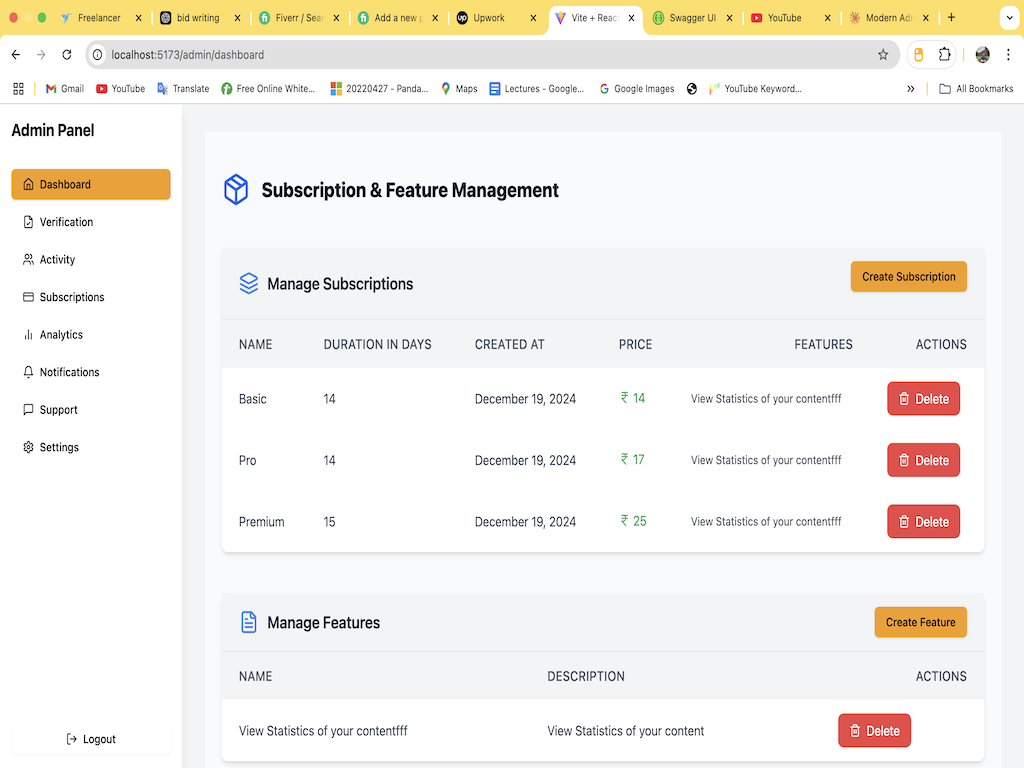 Freelancer
bid writing
Fiverr / Sear
Add a new p
Upwork
Vite + React
Swagger UI
YouTube
Modern Adm
localhost:5173/admin/dashboard
Gmail
YouTube
Translate
Free Online White...
20220427 - Panda...
Maps
Lectures - Google...
Google Images
YouTube Keyword...
All Bookmarks
Admin Panel
Dashboard
Verification
Activity
Subscriptions
Analytics
Notifications
Support
Settings
Logout
Subscription & Feature Management
Manage Subscriptions
Create Subscription
NAME DURATION IN DAYS CREATED AT PRICE FEATURES ACTIONS
Basic 14 December 19, 2024 ₹ 14 View Statistics of your contentfff Delete
Pro 14 December 19, 2024 ₹ 17 View Statistics of your contentfff Delete
Premium 15 December 19, 2024 ₹ 25 View Statistics of your contentfff Delete
Manage Features
Create Feature
NAME DESCRIPTION ACTIONS
View Statistics of your contentfff View Statistics of your content Delete